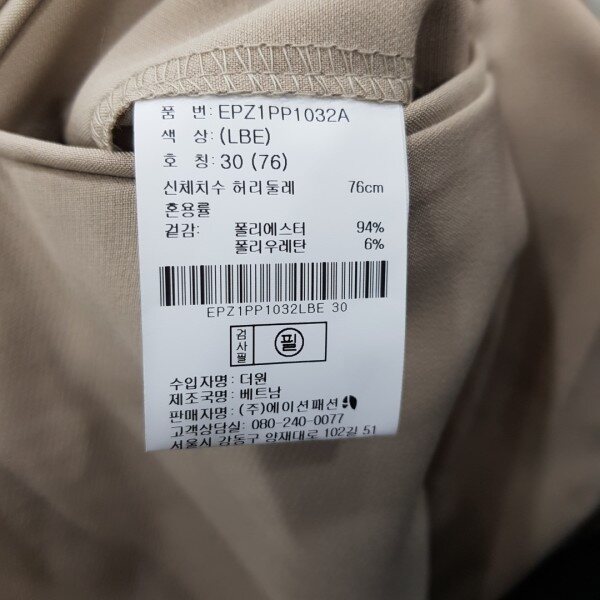 품 번: EPZ1PP1032A
색 상: (LBE)
호 칭: 30 (76)
신체치수 허리둘레 76cm
혼용률
겉감: 폴리에스터 94%
폴리우레탄 6%
EPZ1PP1032LBE 30
검사필 필
수입자명: 더원
제조국명: 베트남
판매자명: (주)에이션패션
고객상담실: 080-240-0077
서울시 강동구 양재대로 102길 51